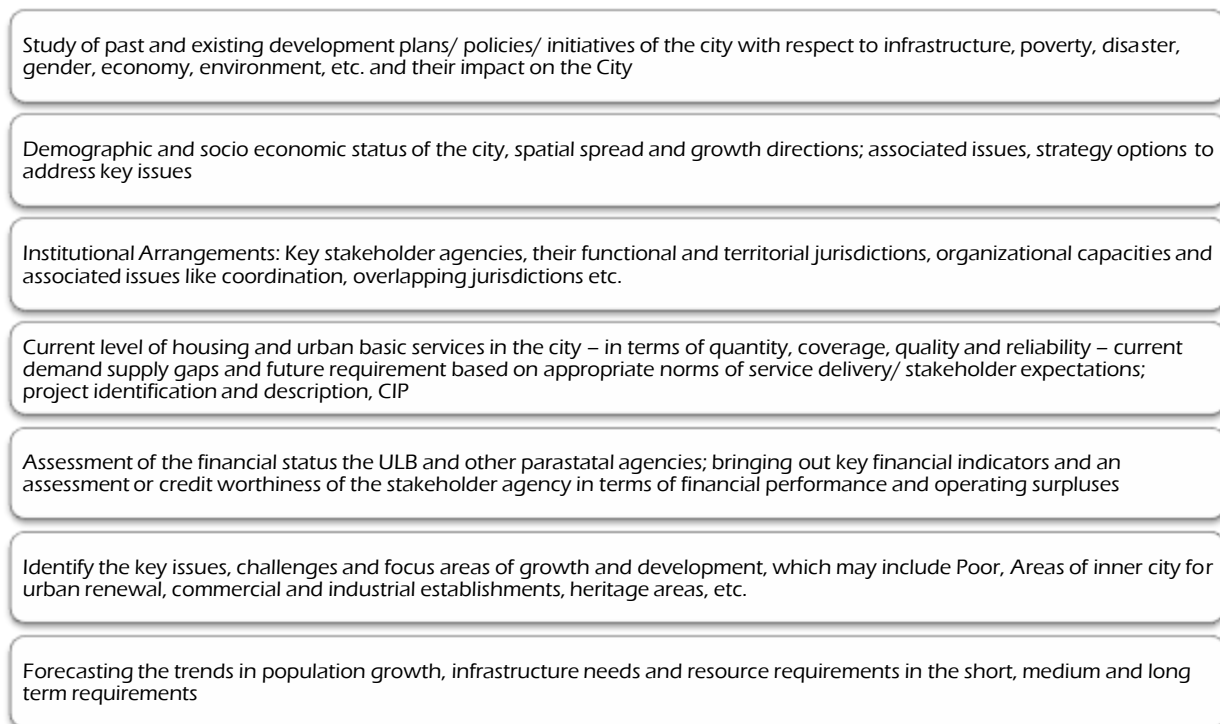 Study of past and existing development plans/ policies/ initiatives of the city with respect to infrastructure, poverty, disaster,
gender, economy, environment, etc. and their impact on the City
Demographic and socio economic status of the city, spatial spread and growth directions; associated issues, strategy options to
address key issues
Institutional Arrangements: Key stakeholder agencies, their functional and territorial jurisdictions, organizational capacities and
associated issues like coordination, overlapping jurisdictions etc.
Current level of housing and urban basic services in the city – in terms of quantity, coverage, quality and reliability – current
demand supply gaps and future requirement based on appropriate norms of service delivery/ stakeholder expectations;
project identification and description, CIP
Assessment of the financial status the ULB and other parastatal agencies; bringing out key financial indicators and an
assessment or credit worthiness of the stakeholder agency in terms of financial performance and operating surpluses
Identify the key issues, challenges and focus areas of growth and development, which may include Poor, Areas of inner city for
urban renewal, commercial and industrial establishments, heritage areas, etc.
Forecasting the trends in population growth, infrastructure needs and resource requirements in the short, medium and long
term requirements